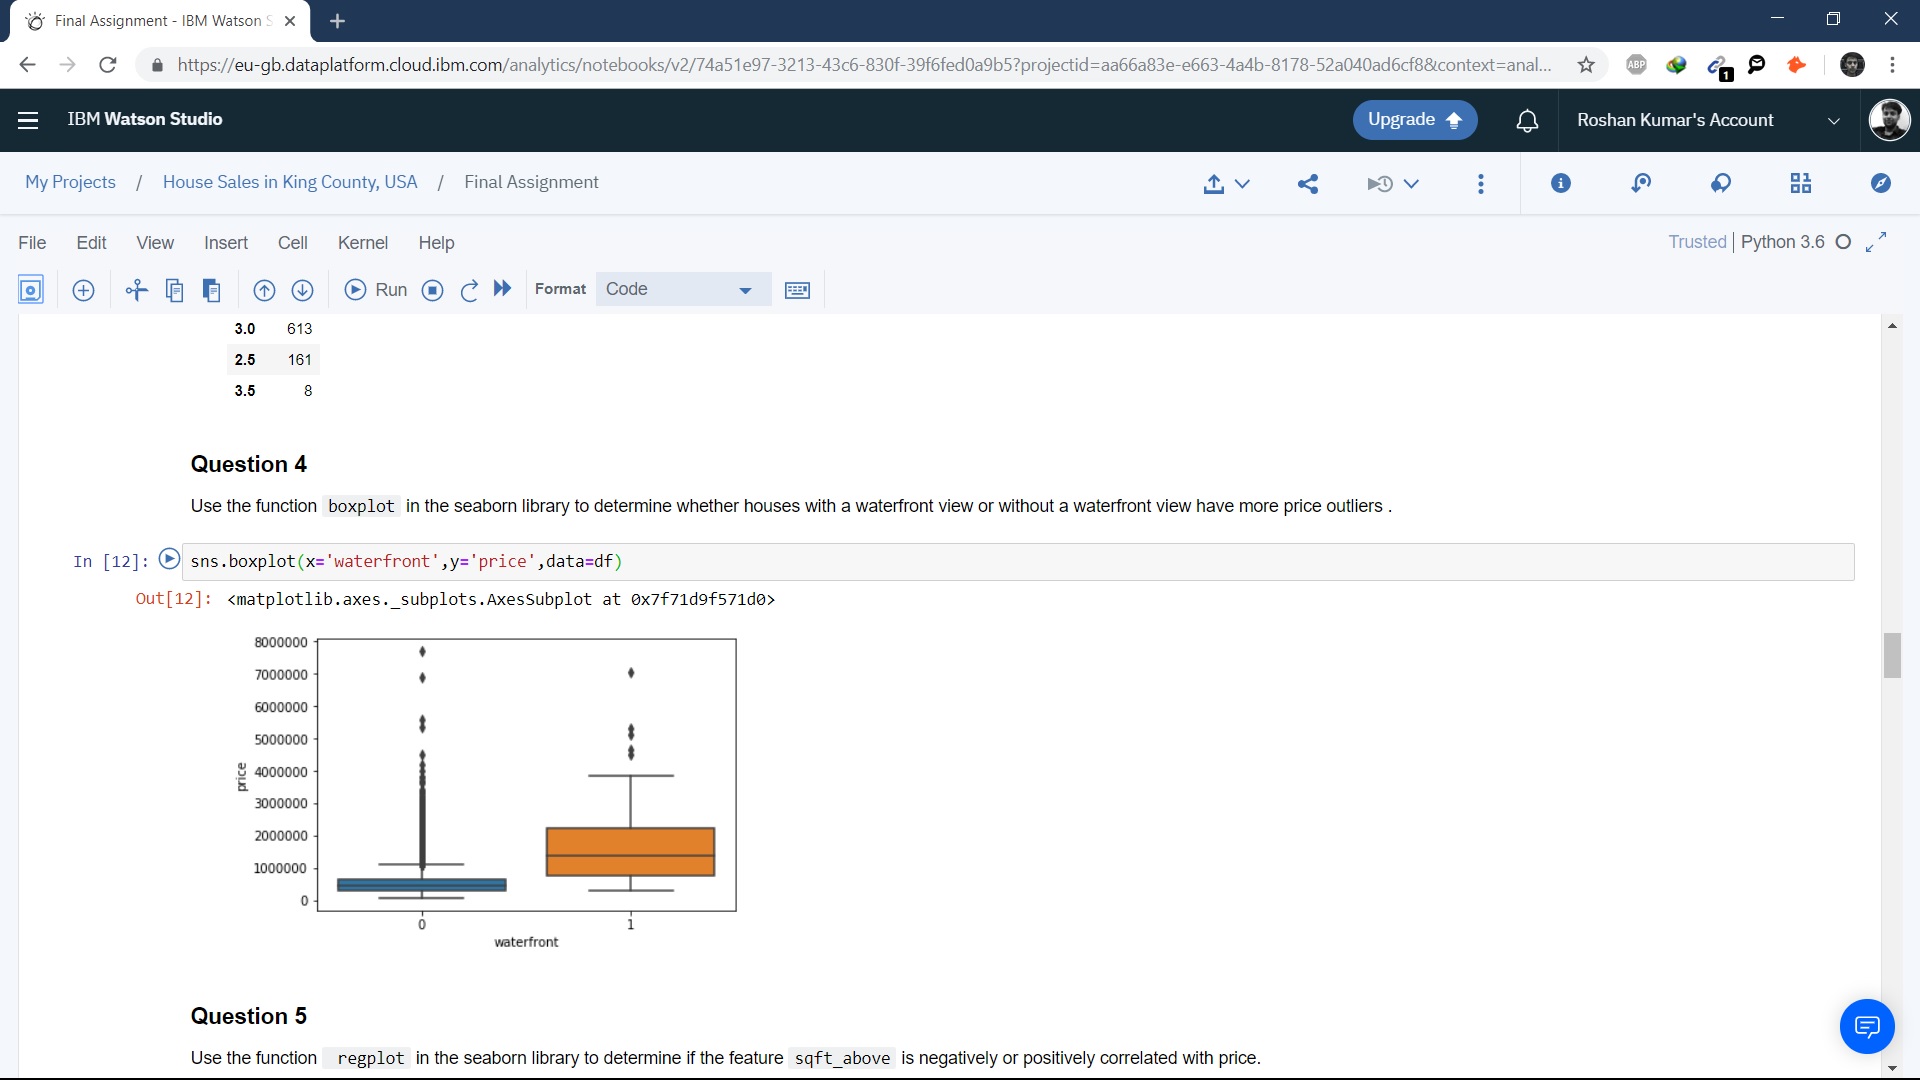 Final Assignment - IBM Watson S
https://eu-gb.dataplatform.cloud.ibm.com/analytics/notebooks/v2/74a51e97-3213-43c6-830f-39f6fed0a9b5?projectid=aa66a83e-e663-4a4b-8178-52a040ad6cf8&context=anal...
ABP
1
IBM Watson Studio
Upgrade
Roshan Kumar's Account
My Projects / House Sales in King County, USA / Final Assignment
File Edit View Insert Cell Kernel Help
Trusted | Python 3.6
Run
Format
Code
3.0 613
2.5 161
3.5 8
Question 4
Use the function boxplot in the seaborn library to determine whether houses with a waterfront view or without a waterfront view have more price outliers .
In [12]: sns.boxplot(x='waterfront',y='price',data=df)
Out[12]: <matplotlib.axes._subplots.AxesSubplot at 0x7f71d9f571d0>
8000000
7000000
6000000
5000000
4000000
3000000
2000000
1000000
0
price
0 1
waterfront
Question 5
Use the function regplot in the seaborn library to determine if the feature sqft_above is negatively or positively correlated with price.